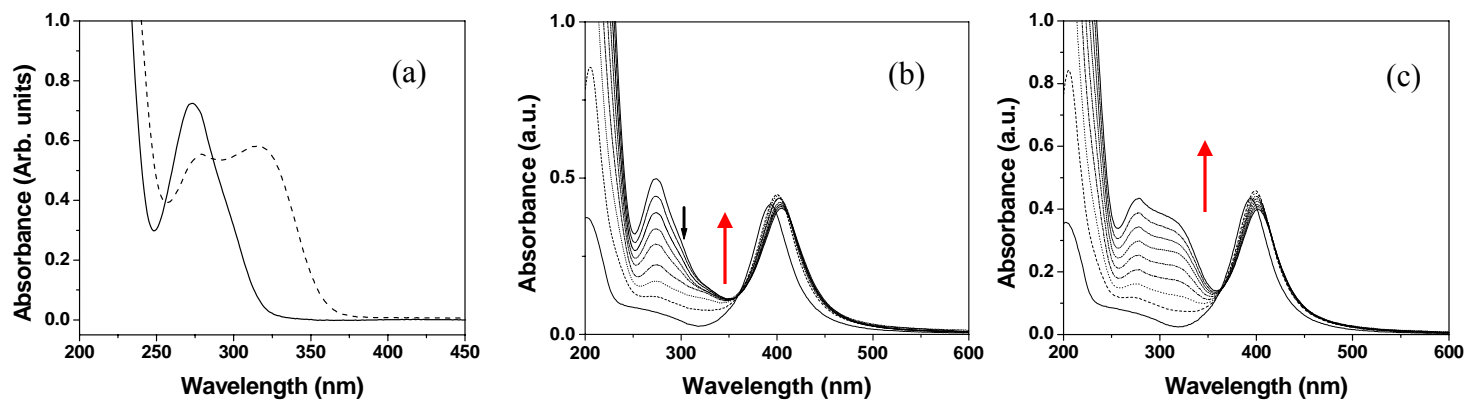 (a)
Absorbance (Arb. units)
1.0
0.8
0.6
0.4
0.2
0.0
200 250 300 350 400 450
Wavelength (nm)
(b)
Absorbance (a.u.)
1.0
0.5
0.0
200 300 400 500 600
Wavelength (nm)
(c)
Absorbance (a.u.)
1.0
0.8
0.6
0.4
0.2
0.0
200 300 400 500 600
Wavelength (nm)